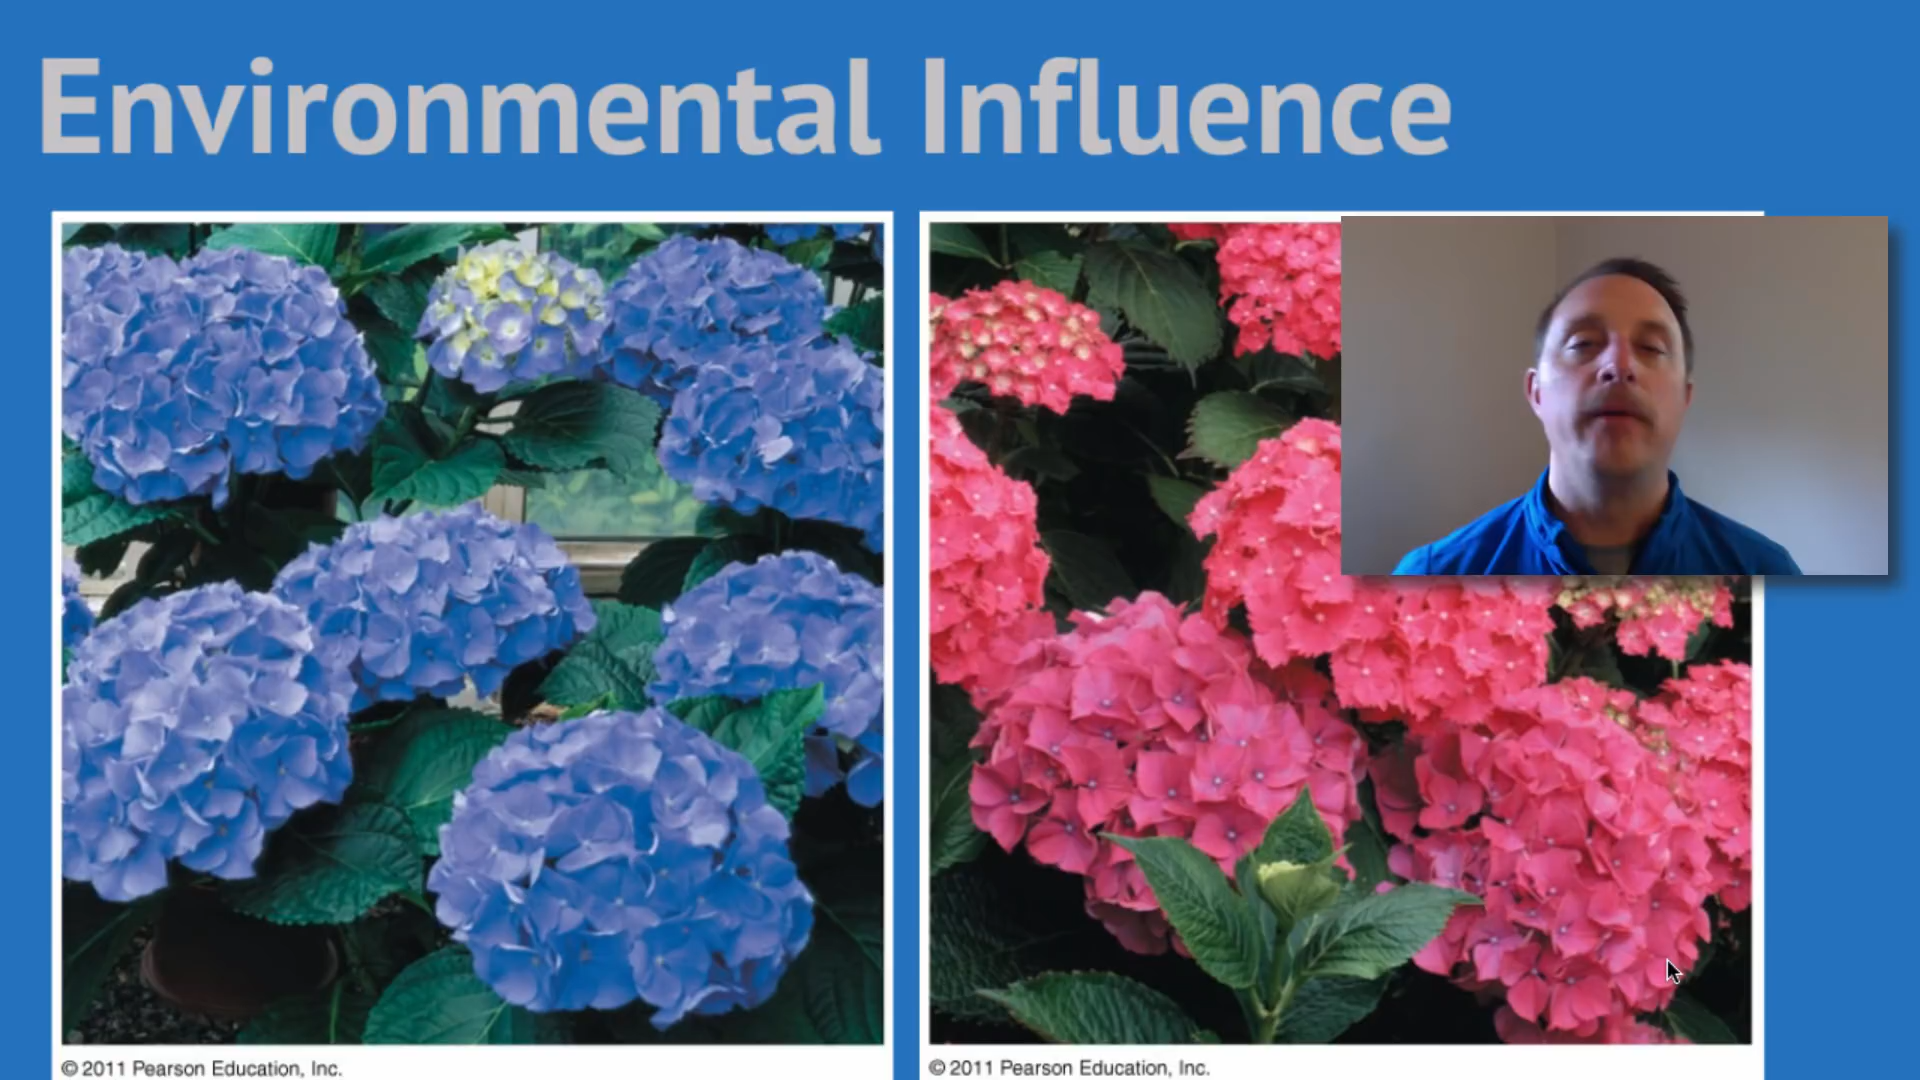 Environmental Influence
© 2011 Pearson Education, Inc.
© 2011 Pearson Education, Inc.